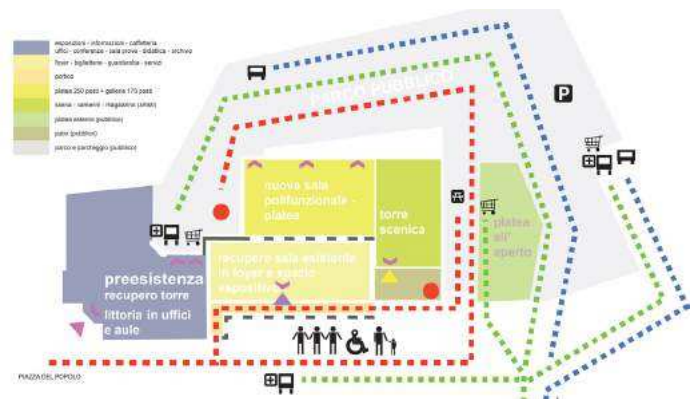 esposizioni - informazioni - caffetteria -
uffici - conferenze - sala prove - didattica - archivio
foyer - biglietterie - guardaroba - servizi
portico
platea 250 posti + galleria 170 posti
scena - camerini - magazzino (artisti)
platea esterna (pubblico)
patio (pubblico)
parco e parcheggio (pubblico)
PARCO PUBBLICO
P
nuova sala
polifunzionale -
platea
torre
scenica
platea
all'
aperto
recupero sala esistente
in foyer e spazio
espositivo
preesistenza
recupero torre
littoria in uffici
e aule
PIAZZA DEL POPOLO